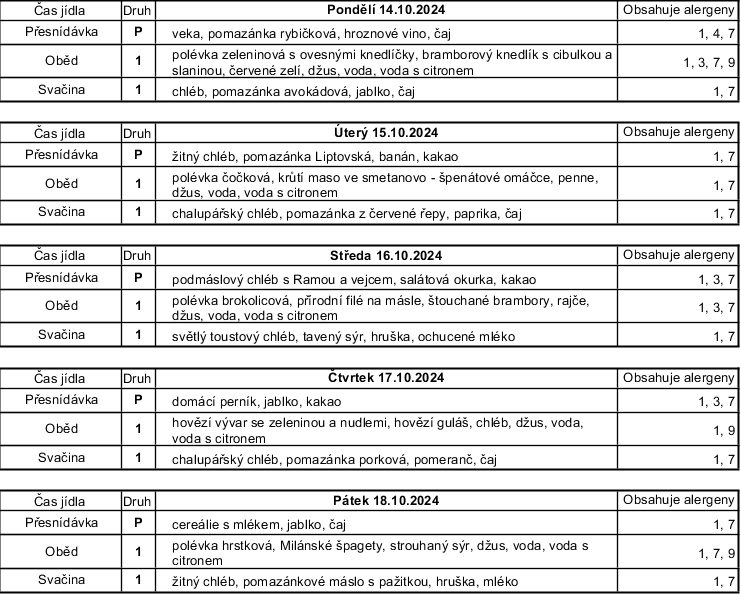 Čas jídla Druh Pondělí 14.10.2024 Obsahuje alergeny
Přesnídávka P veka, pomazánka rybičková, hroznové vino, čaj 1, 4, 7
Oběd 1 polévka zeleninová s ovesnými knedlíčky, bramborový knedlík s cibulkou a 1, 3, 7, 9
slaninou, červené zelí, džus, voda, voda s citronem
Svačina 1 chléb, pomazánka avokádová, jablko, čaj 1, 7
Čas jídla Druh Úterý 15.10.2024 Obsahuje alergeny
Přesnídávka P žitný chléb, pomazánka Liptovská, banán, kakao 1, 7
Oběd 1 polévka čočková, krůtí maso ve smetanovo - špenátové omáčce, penne, 1, 7
džus, voda, voda s citronem
Svačina 1 chalupářský chléb, pomazánka z červené řepy, paprika, čaj 1, 7
Čas jídla Druh Středa 16.10.2024 Obsahuje alergeny
Přesnídávka P podmáslový chléb s Ramou a vejcem, salátová okurka, kakao 1, 3, 7
Oběd 1 polévka brokolicová, přírodní filé na másle, štouchané brambory, rajče, 1, 3, 7
džus, voda, voda s citronem
Svačina 1 světlý toustový chléb, tavený sýr, hruška, ochucené mléko 1, 7
Čas jídla Druh Čtvrtek 17.10.2024 Obsahuje alergeny
Přesnídávka P domácí perník, jablko, kakao 1, 3, 7
Oběd 1 hovězí vývar se zeleninou a nudlemi, hovězí guláš, chléb, džus, voda, 1, 9
voda s citronem
Svačina 1 chalupářský chléb, pomazánka porková, pomeranč, čaj 1, 7
Čas jídla Druh Pátek 18.10.2024 Obsahuje alergeny
Přesnídávka P cereálie s mlékem, jablko, čaj 1, 7
Oběd 1 polévka hrstková, Milánské špagety, strouhaný sýr, džus, voda, voda s 1, 7, 9
citronem
Svačina 1 žitný chléb, pomazánkové máslo s pažitkou, hruška, mléko 1, 7